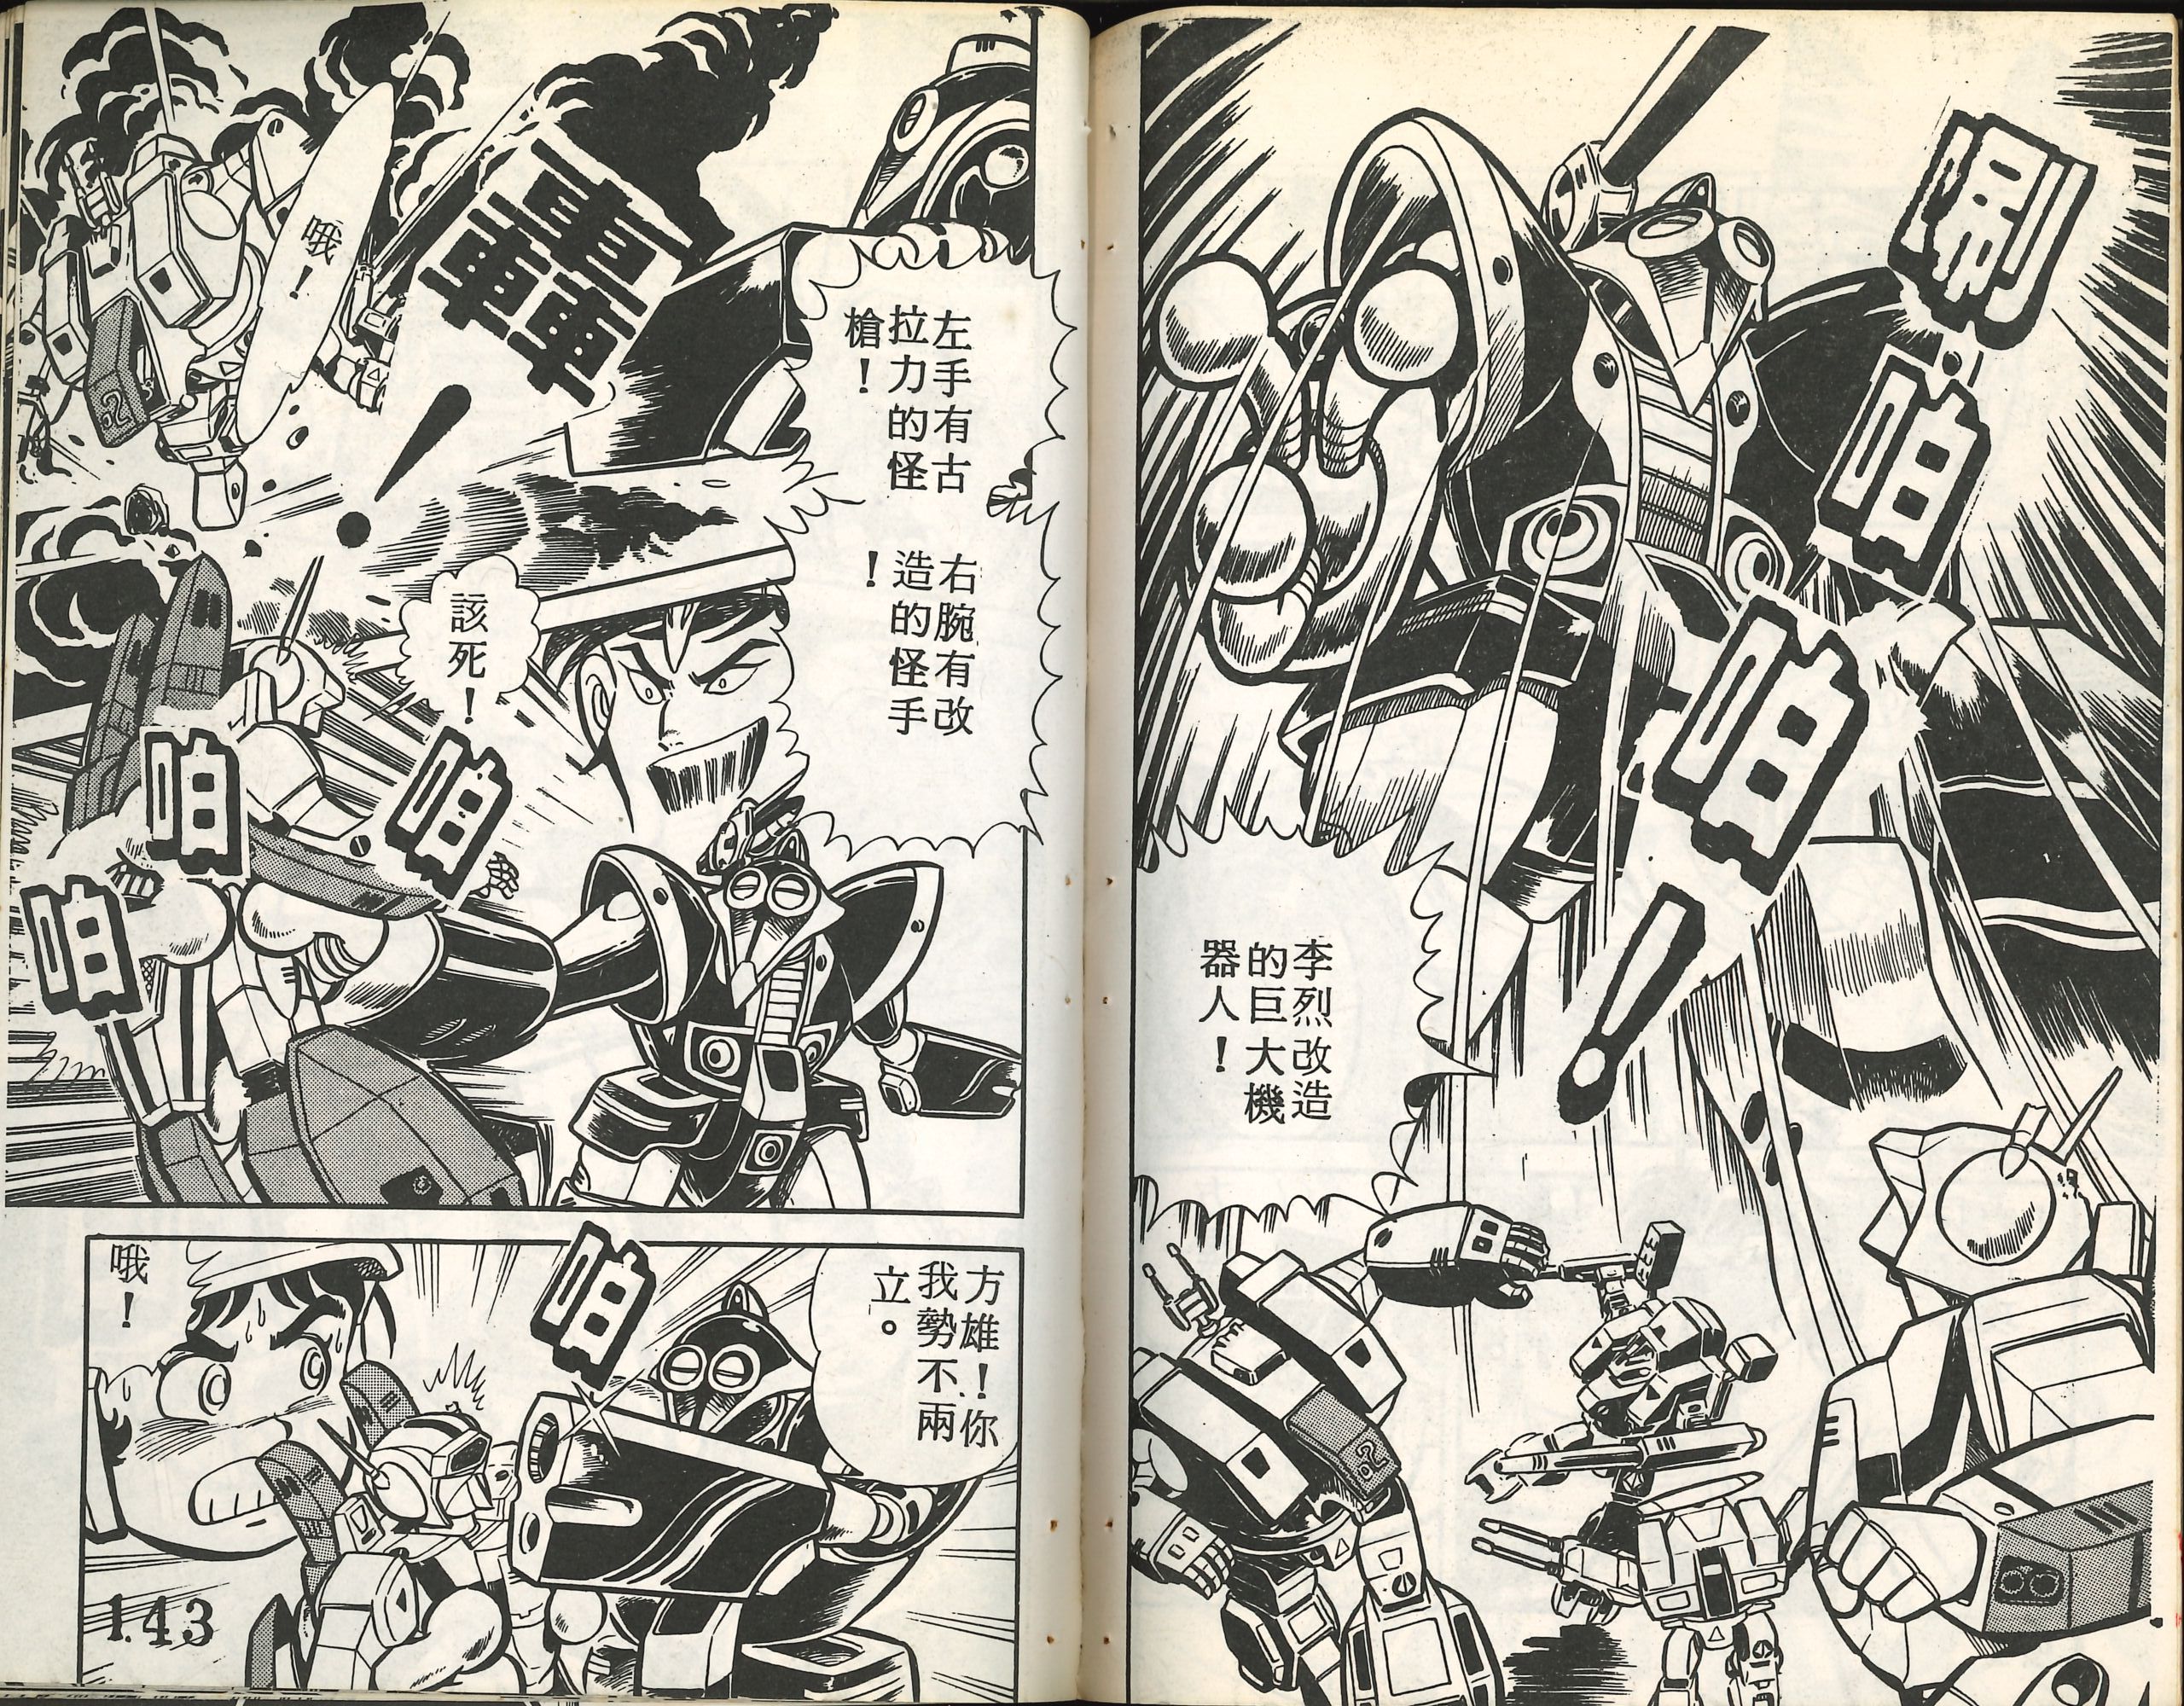 唰
咱
咱！
李烈改造
的巨大機
器人！
左手有古
拉力的怪
槍！
右腕有改
造的怪手
！
轟！
哦！
該死！
咱
咱
咱
方雄！你
我勢不兩
立。
咱
哦！
143